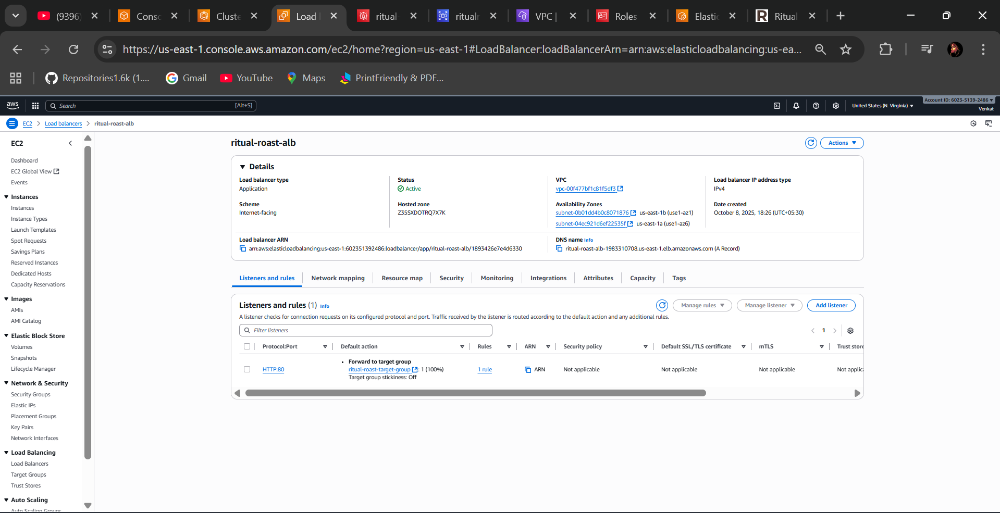 (9396)
Conso
Cluste
Load
ritual-
ritualr
VPC |
Roles
Elastic
Ritual
https://us-east-1.console.aws.amazon.com/ec2/home?region=us-east-1#LoadBalancer:loadBalancerArn=arn:aws:elasticloadbalancing:us-ea...
Repositories1.6k (1....
Gmail
YouTube
Maps
PrintFriendly & PDF...
aws
Search
[Alt+S]
United States (N. Virginia)
Account ID: 6023-5139-2486
Venkat
EC2
Load balancers
ritual-roast-alb
EC2
Dashboard
EC2 Global View
Events
Instances
Instances
Instance Types
Launch Templates
Spot Requests
Savings Plans
Reserved Instances
Dedicated Hosts
Capacity Reservations
Images
AMIs
AMI Catalog
Elastic Block Store
Volumes
Snapshots
Lifecycle Manager
Network & Security
Security Groups
Elastic IPs
Placement Groups
Key Pairs
Network Interfaces
Load Balancing
Load Balancers
Target Groups
Trust Stores
Auto Scaling
Auto Scaling Groups
ritual-roast-alb
Actions
Details
Load balancer type
Application
Status
Active
VPC
vpc-00f477bf1c81f5df3
Load balancer IP address type
IPv4
Scheme
Internet-facing
Hosted zone
Z35SXDOTRQ7X7K
Availability Zones
subnet-0b01dd4b0c8071876 us-east-1b (use1-az1)
subnet-04ec921d6ef22535f us-east-1a (use1-az6)
Date created
October 8, 2025, 18:26 (UTC+05:30)
Load balancer ARN
arn:aws:elasticloadbalancing:us-east-1:602351392486:loadbalancer/app/ritual-roast-alb/1893426e7e4d6330
DNS name Info
ritual-roast-alb-1983310708.us-east-1.elb.amazonaws.com (A Record)
Listeners and rules
Network mapping
Resource map
Security
Monitoring
Integrations
Attributes
Capacity
Tags
Listeners and rules (1) Info
Manage rules
Manage listener
Add listener
A listener checks for connection requests on its configured protocol and port. Traffic received by the listener is routed according to the default action and any additional rules.
Filter listeners
1
Protocol:Port
Default action
Rules
ARN
Security policy
Default SSL/TLS certificate
mTLS
Trust store
HTTP:80
• Forward to target group
ritual-roast-target-group : 1 (100%)
Target group stickiness: Off
1 rule
ARN
Not applicable
Not applicable
Not applicable
Not applica